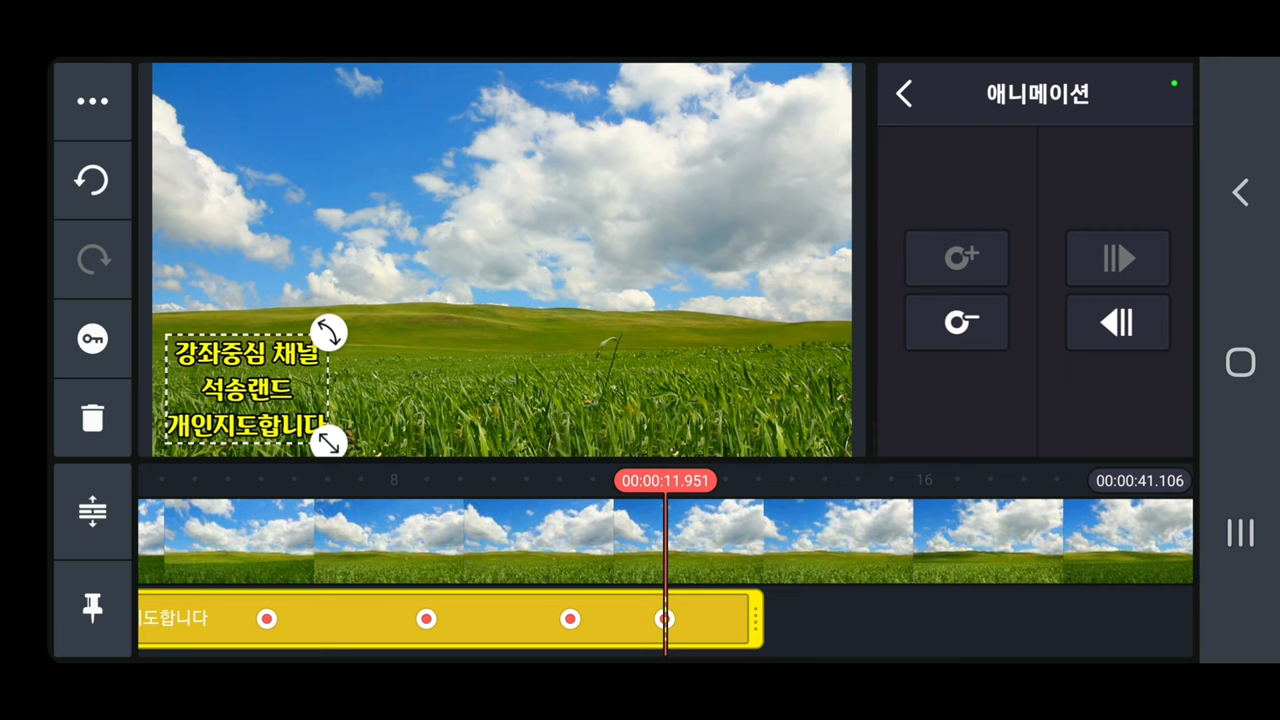 애니메이션
강좌중심 채널
석송랜드
개인지도합니다
8
00:00:11.951
16
00:00:41.106
지도합니다